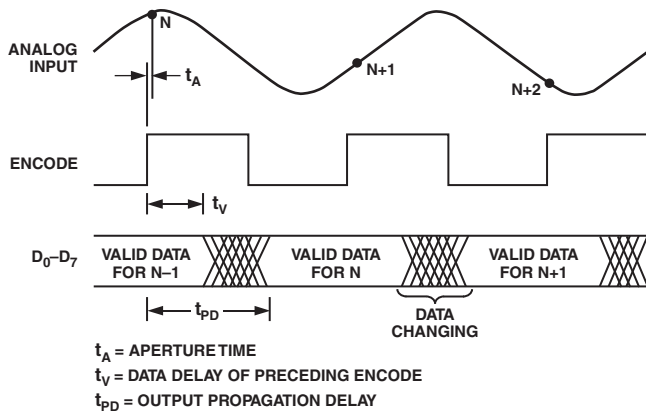 N
ANALOG
INPUT
t_A
N+1
N+2
ENCODE
t_V
D_0–D_7
VALID DATA
FOR N–1
VALID DATA
FOR N
VALID DATA
FOR N+1
t_PD
DATA
CHANGING
t_A = APERTURE TIME
t_V = DATA DELAY OF PRECEDING ENCODE
t_PD = OUTPUT PROPAGATION DELAY